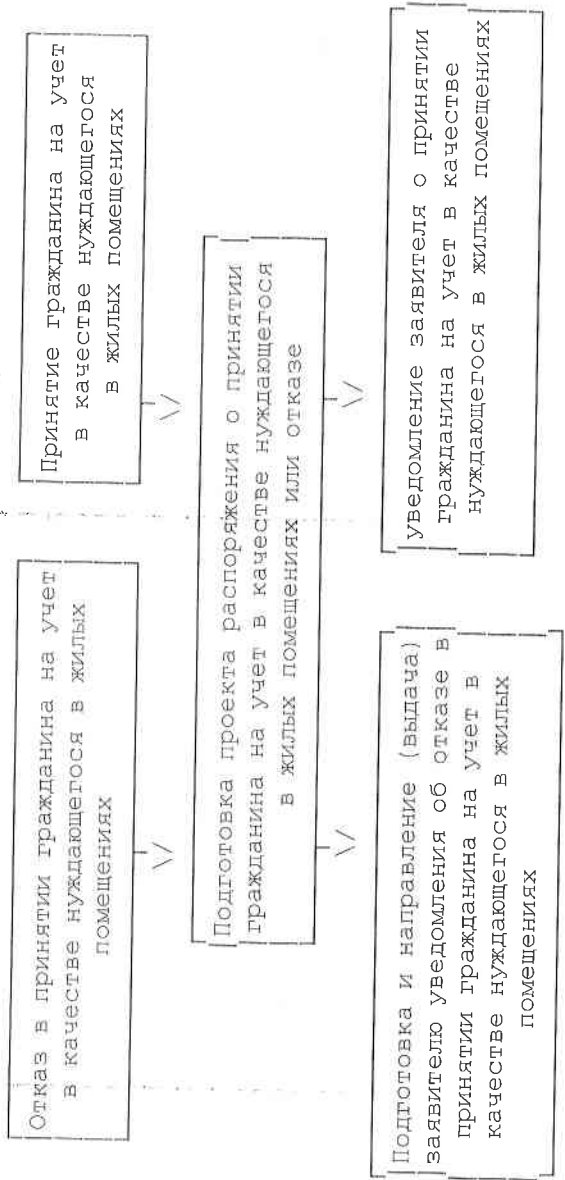 Отказ в принятии гражданина на учет
в качестве нуждающегося в жилых
помещениях
Принятие гражданина на учет
в качестве нуждающегося
в жилых помещениях
Подготовка проекта распоряжения о принятии
гражданина на учет в качестве нуждающегося
в жилых помещениях или отказе
Подготовка и направление (выдача)
заявителю уведомления об отказе в
принятии гражданина на учет в
качестве нуждающегося в жилых
помещениях
уведомление заявителя о принятии
гражданина на учет в качестве
нуждающегося в жилых помещениях